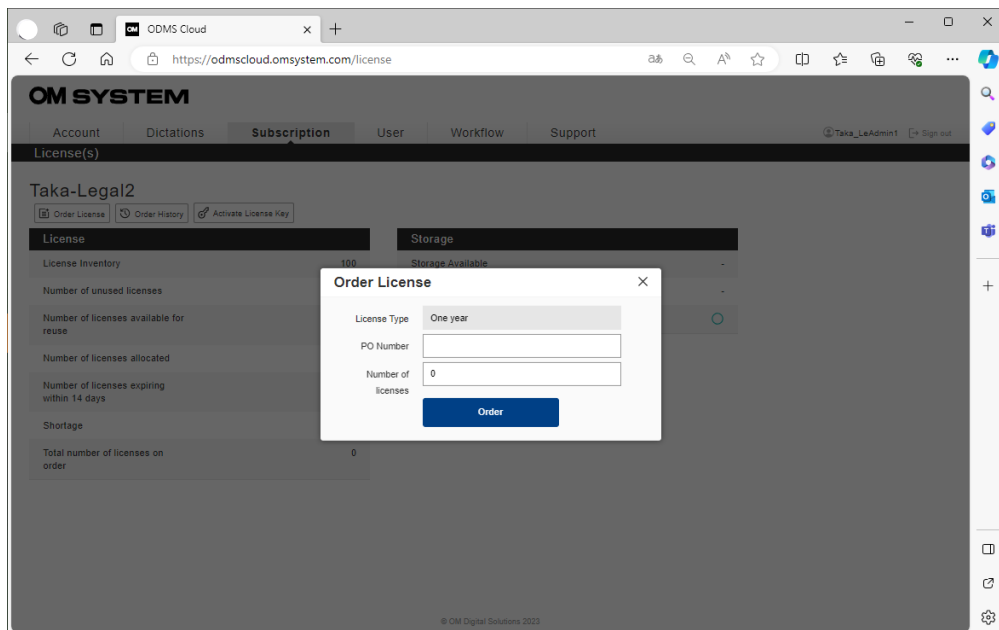 OM ODMS Cloud
https://odmscloud.omsystem.com/license
OM SYSTEM
Account Dictations Subscription User Workflow Support Taka_LeAdmin1 Sign out
License(s)
Taka-Legal2
Order License Order History Activate License Key
License Storage
License Inventory 100 Storage Available -
Number of unused licenses -
Number of licenses available for
reuse
Number of licenses allocated
Number of licenses expiring
within 14 days
Shortage
Total number of licenses on
order 0
Order License
License Type One year
PO Number
Number of
licenses 0
Order
© OM Digital Solutions 2023